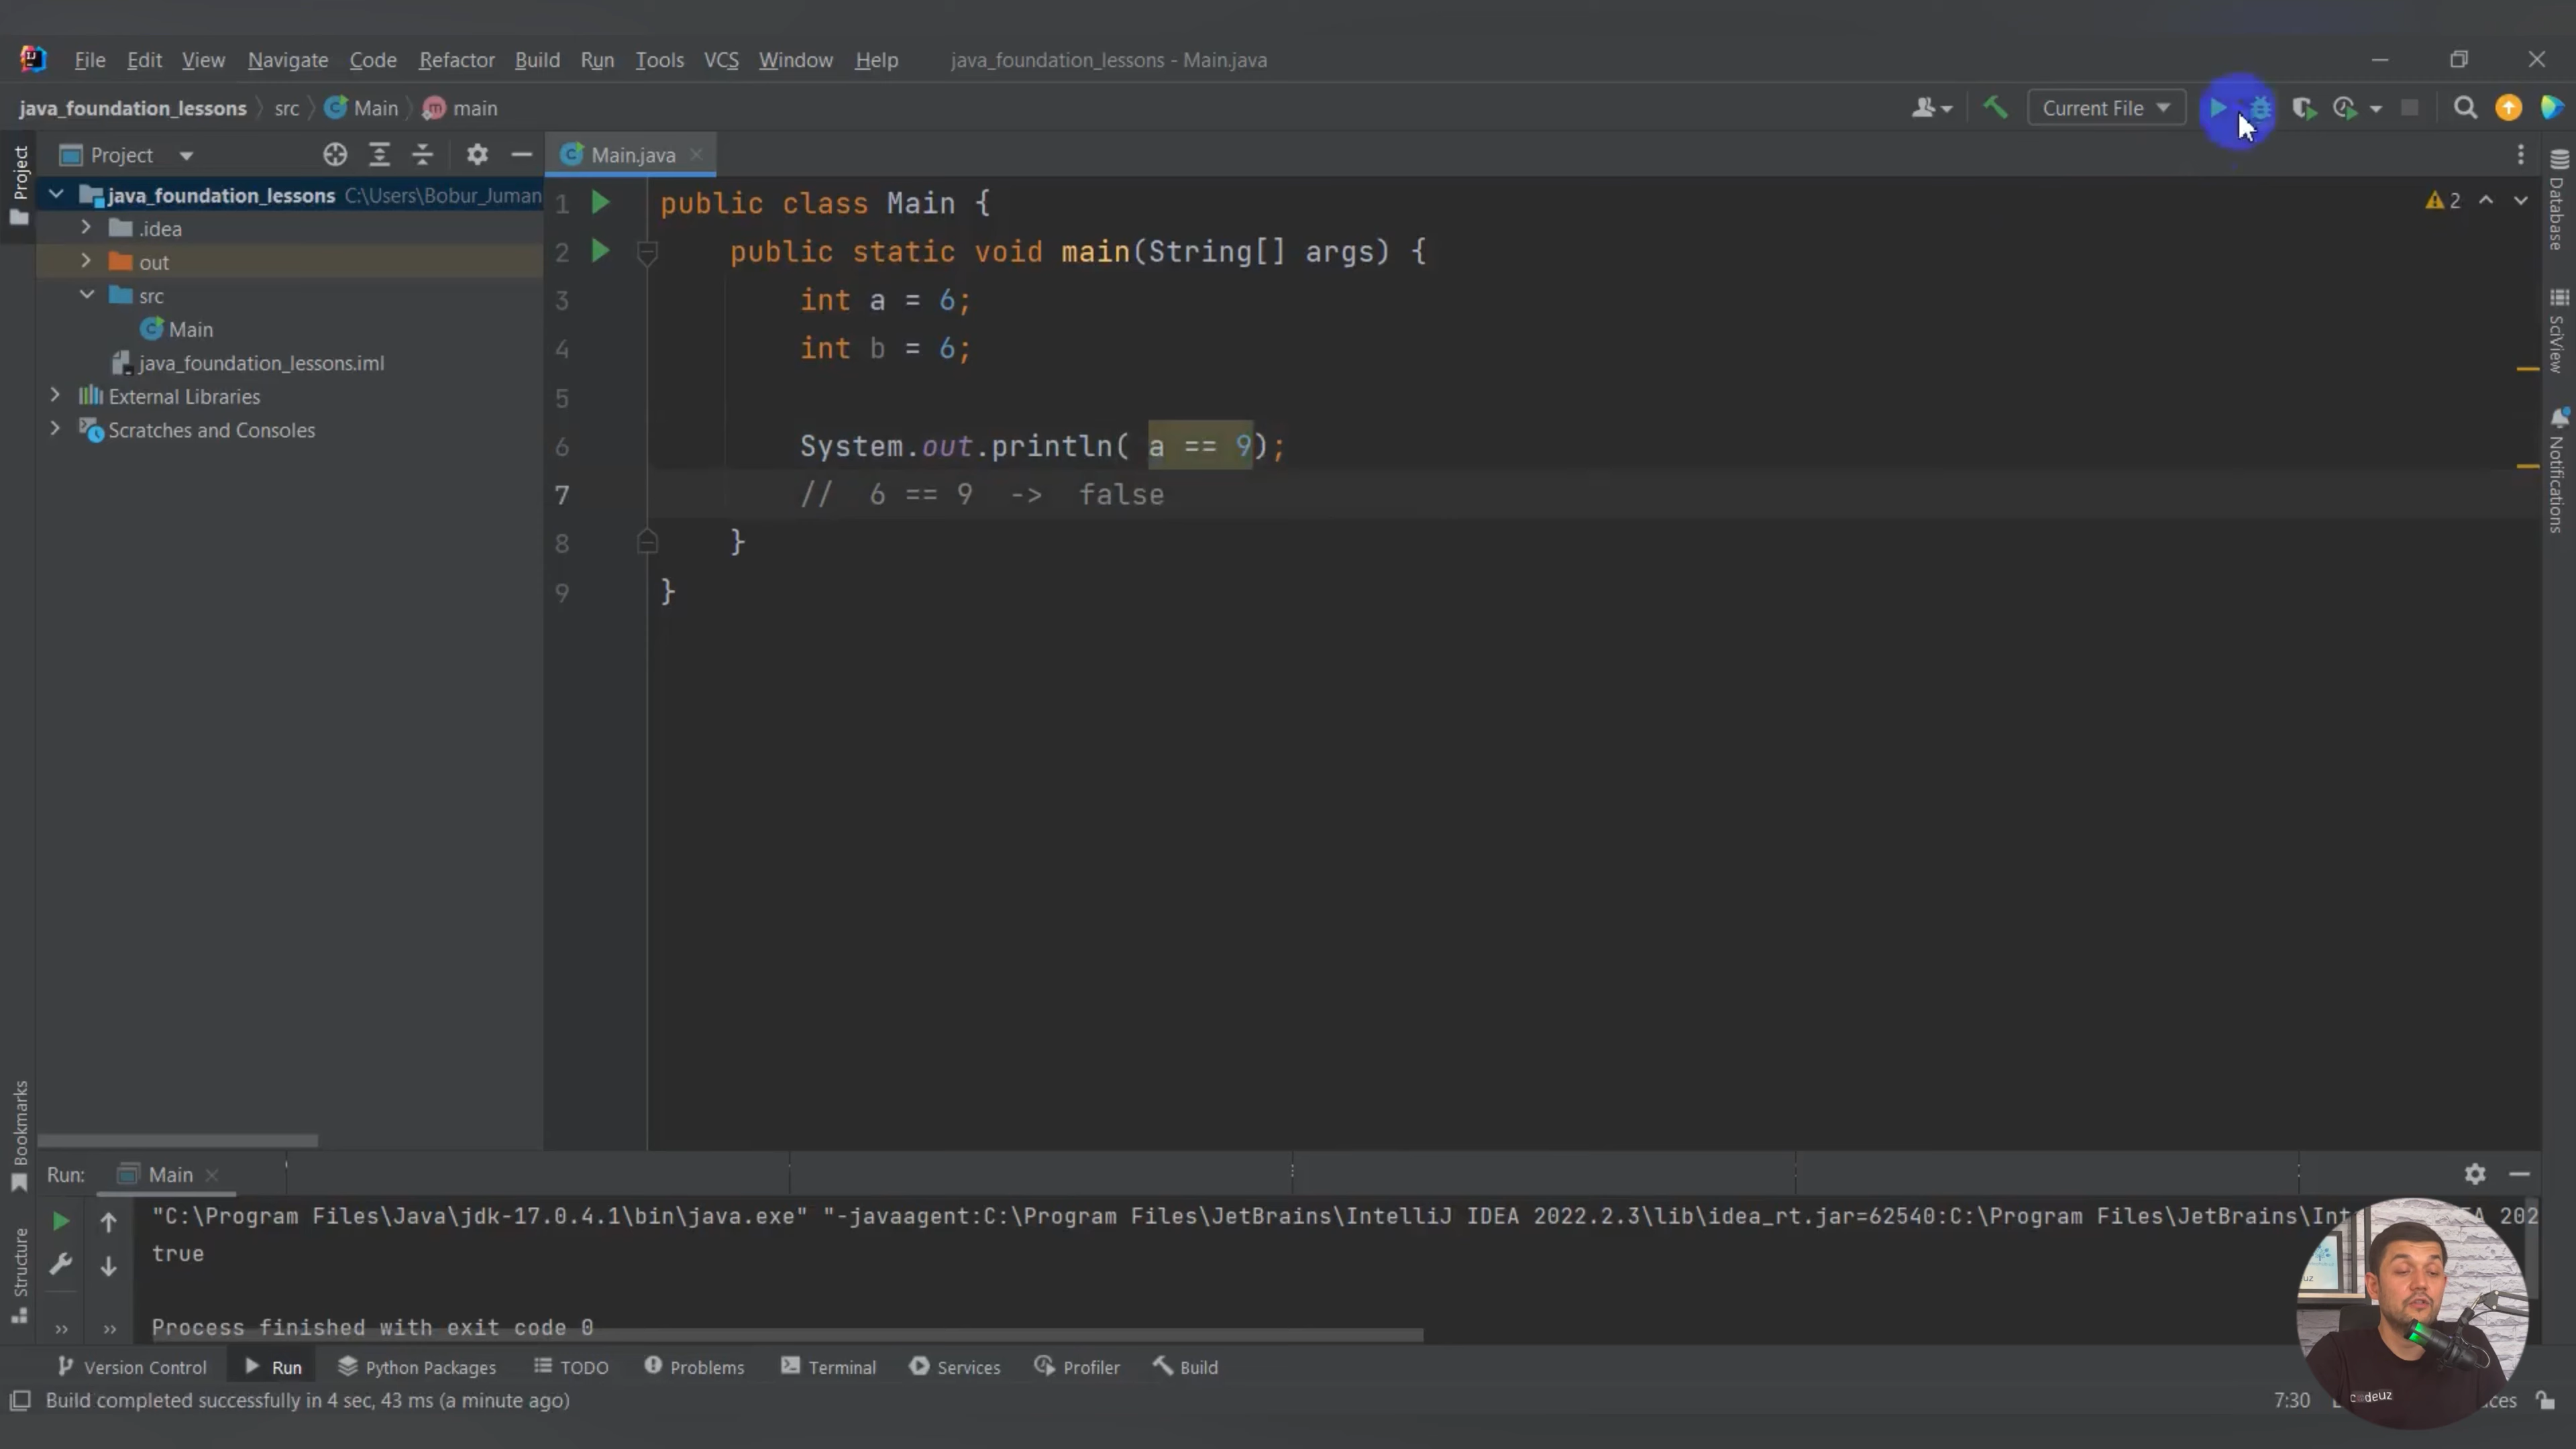 File Edit View Navigate Code Refactor Build Run Tools VCS Window Help java_foundation_lessons - Main.java
java_foundation_lessons src Main main
Current File
Project
Project
Main.java
java_foundation_lessons C:\Users\Bobur_Juman
.idea
out
src
Main
java_foundation_lessons.iml
External Libraries
Scratches and Consoles
1 public class Main {
2 public static void main(String[] args) {
3 int a = 6;
4 int b = 6;
5
6 System.out.println( a == 9);
7 // 6 == 9 -> false
8 }
9 }
2
Database
SciView
Notifications
Bookmarks
Structure
Run: Main
"C:\Program Files\Java\jdk-17.0.4.1\bin\java.exe" "-javaagent:C:\Program Files\JetBrains\IntelliJ IDEA 2022.2.3\lib\idea_rt.jar=62540:C:\Program Files\JetBrains\Int EA 202
true
Process finished with exit code 0
Version Control Run Python Packages TODO Problems Terminal Services Profiler Build
Build completed successfully in 4 sec, 43 ms (a minute ago)
7:30
codeuz